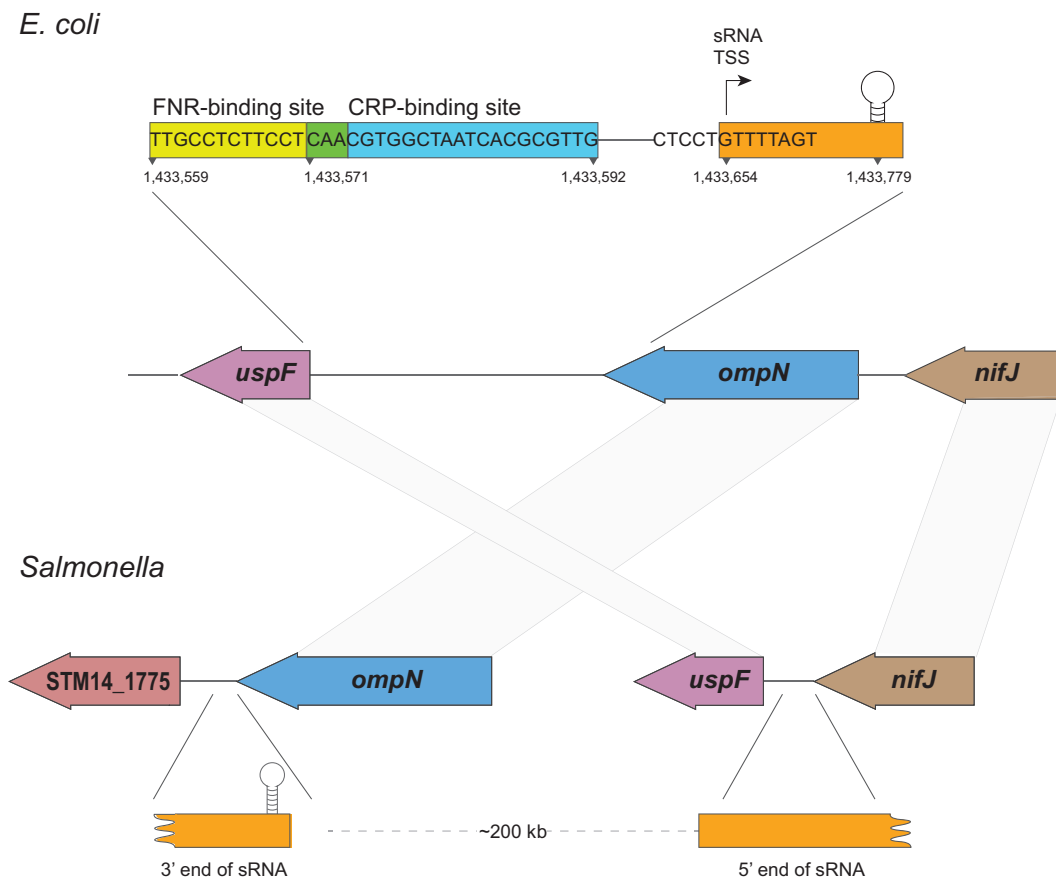 E. coli
sRNA
TSS
FNR-binding site CRP-binding site
TTGCCTCTTCCTCAACGTGGCTAATCACGCGTTG CTCCTGTTTTAGT
1,433,559 1,433,571 1,433,592 1,433,654 1,433,779
uspF ompN nifJ
Salmonella
STM14_1775 ompN uspF nifJ
~200 kb
3’ end of sRNA 5’ end of sRNA